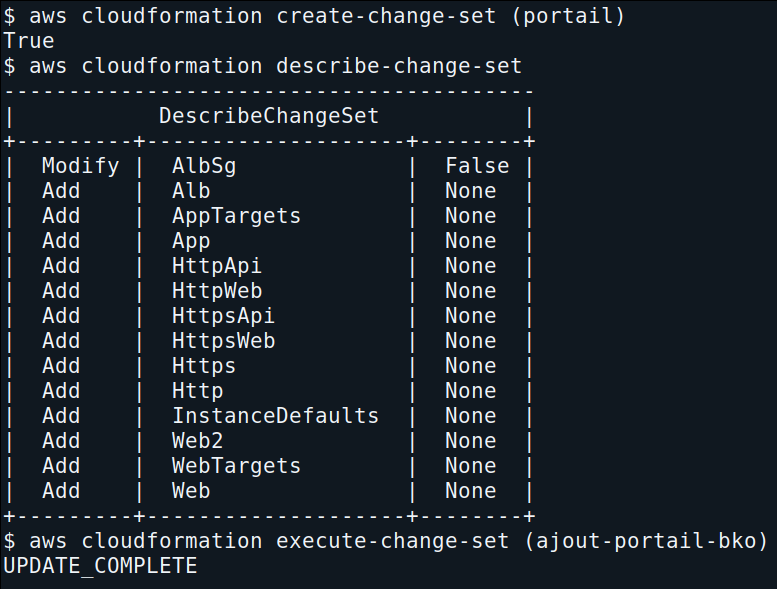 $ aws cloudformation create-change-set (portail)
True
$ aws cloudformation describe-change-set
-----------------------------------------
|           DescribeChangeSet           |
+---------+--------------------+--------+
|  Modify |  AlbSg             |  False |
|  Add    |  Alb               |  None  |
|  Add    |  AppTargets        |  None  |
|  Add    |  App               |  None  |
|  Add    |  HttpApi           |  None  |
|  Add    |  HttpWeb           |  None  |
|  Add    |  HttpsApi          |  None  |
|  Add    |  HttpsWeb          |  None  |
|  Add    |  Https             |  None  |
|  Add    |  Http              |  None  |
|  Add    |  InstanceDefaults  |  None  |
|  Add    |  Web2              |  None  |
|  Add    |  WebTargets        |  None  |
|  Add    |  Web               |  None  |
+---------+--------------------+--------+
$ aws cloudformation execute-change-set (ajout-portail-bko)
UPDATE_COMPLETE